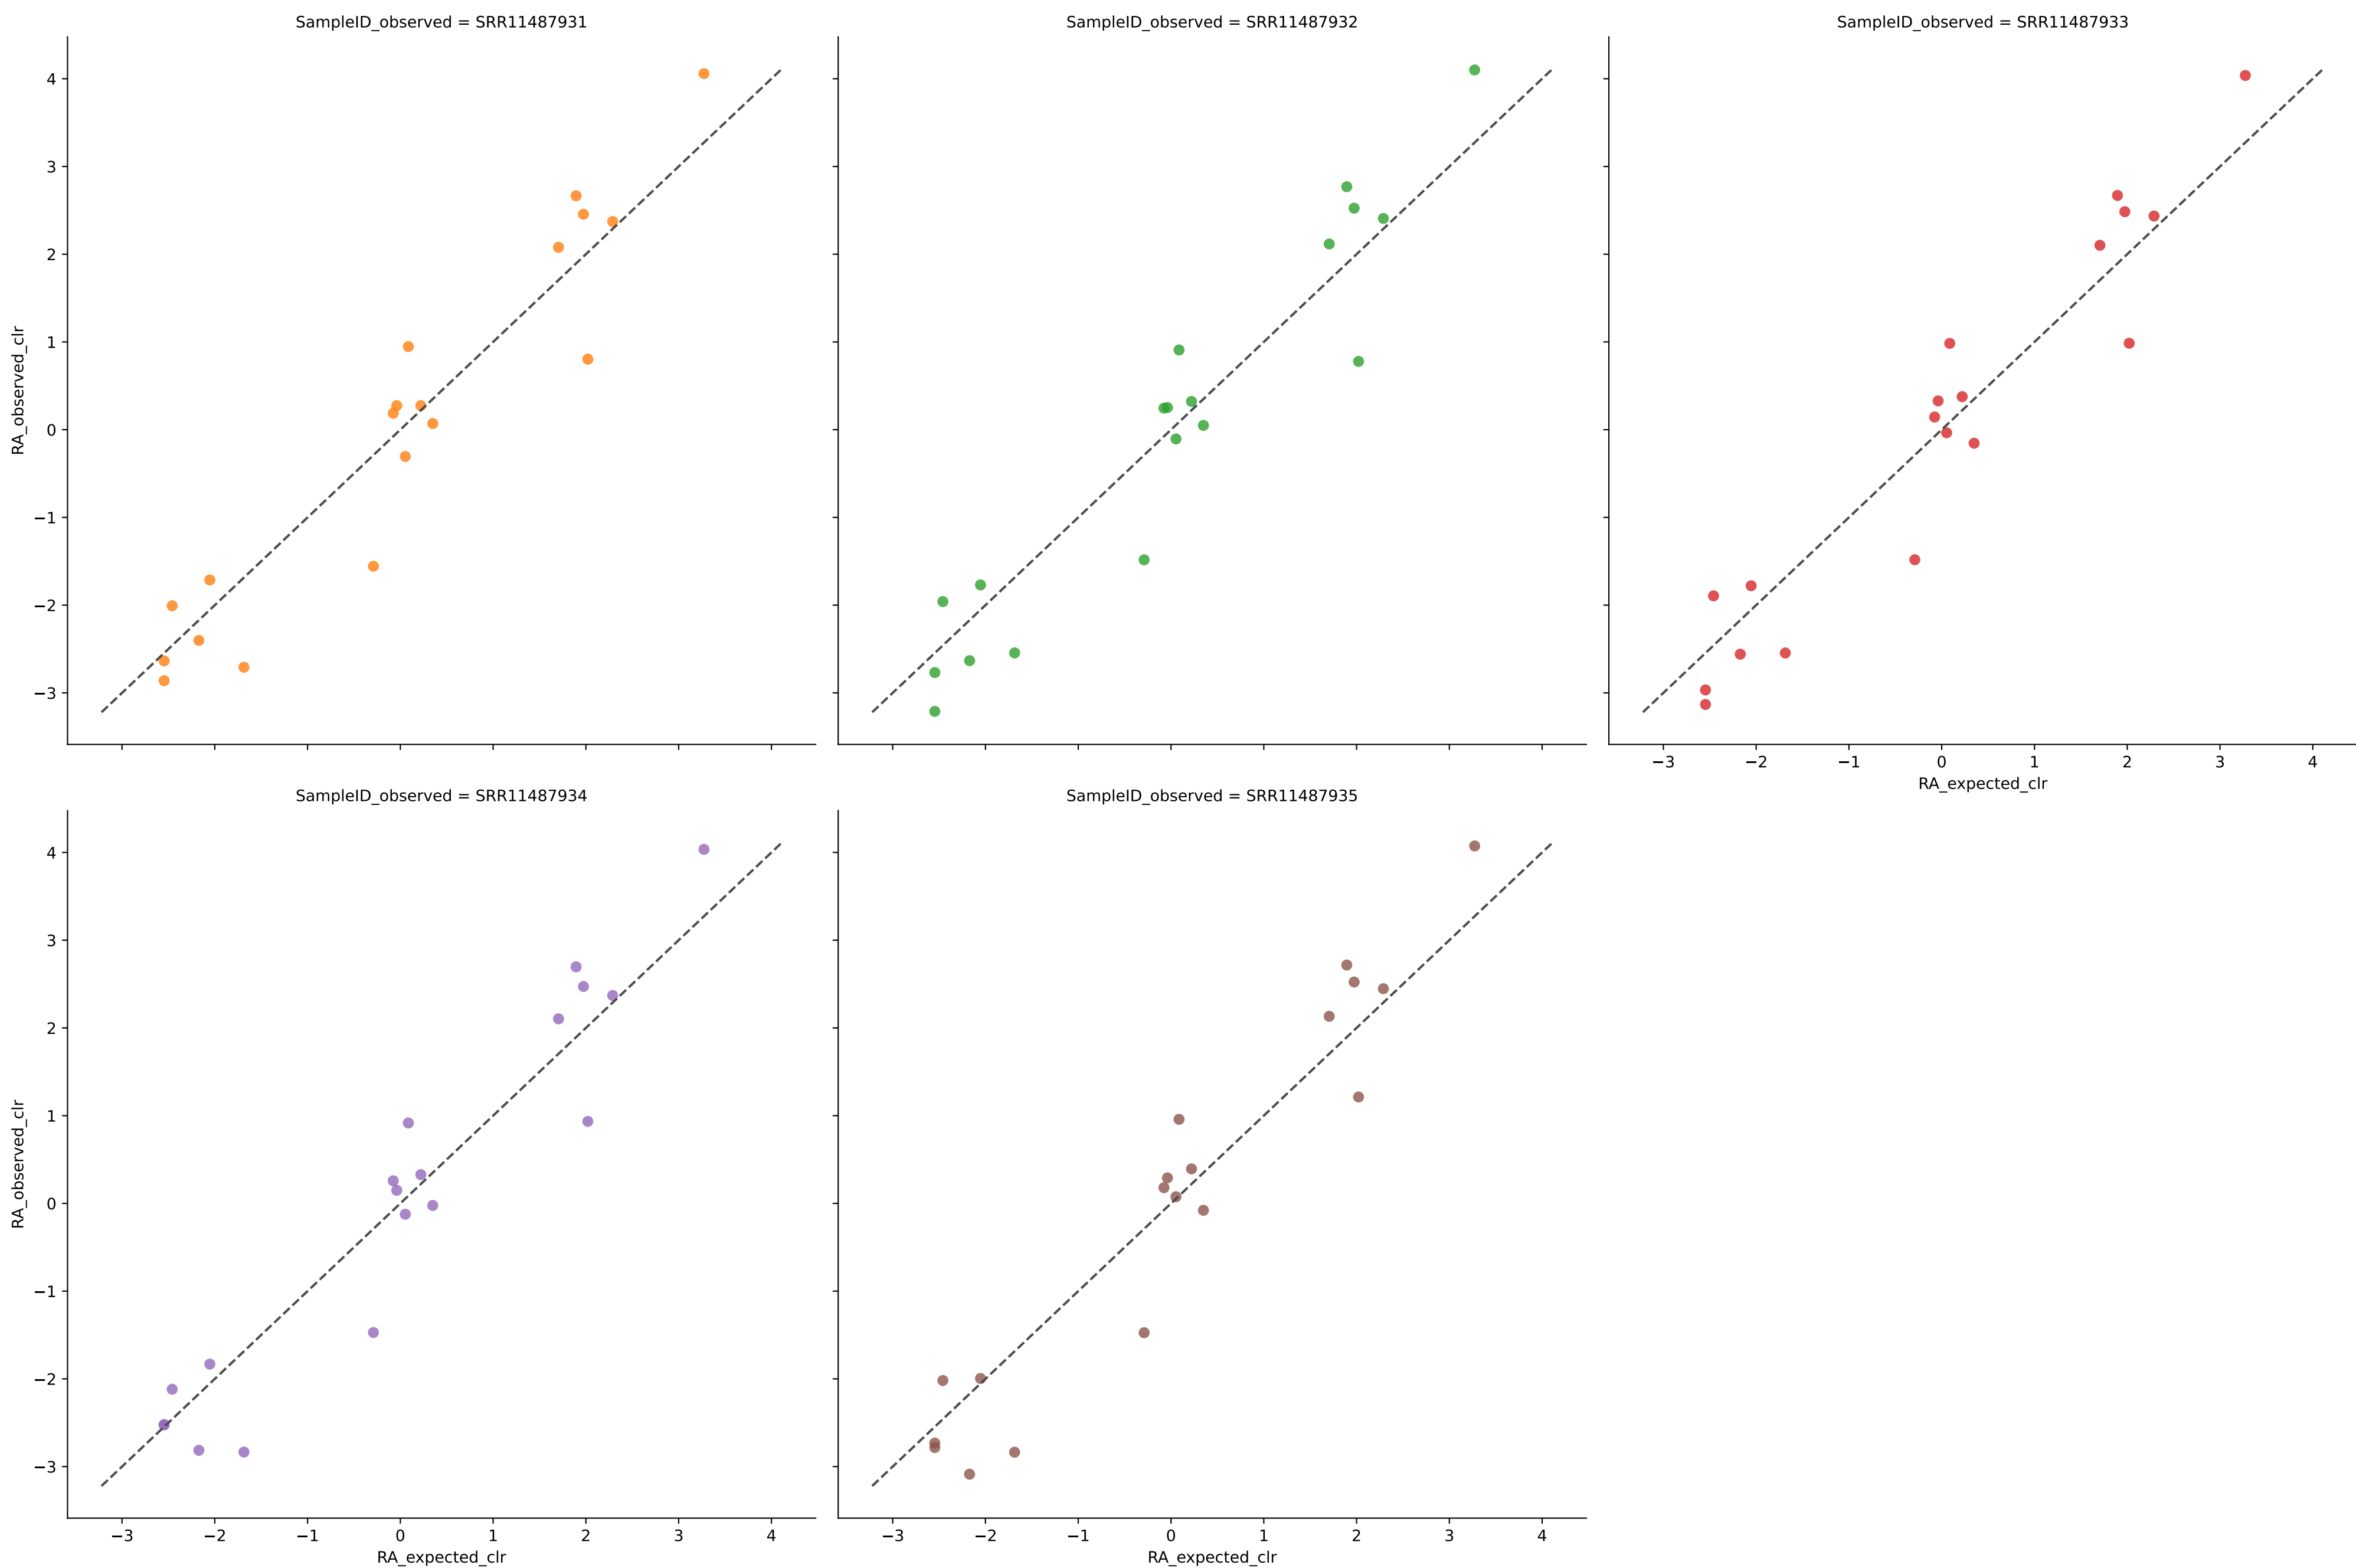 SampleID_observed = SRR11487931
SampleID_observed = SRR11487932
SampleID_observed = SRR11487933
RA_observed_clr
4
3
2
1
0
−1
−2
−3
−3 −2 −1 0 1 2 3 4
RA_expected_clr
SampleID_observed = SRR11487934
SampleID_observed = SRR11487935
RA_observed_clr
4
3
2
1
0
−1
−2
−3
−3 −2 −1 0 1 2 3 4
−3 −2 −1 0 1 2 3 4
RA_expected_clr
RA_expected_clr